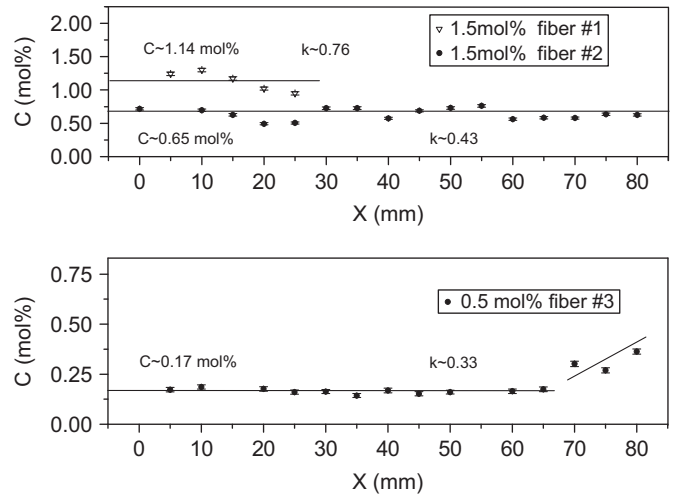 2.00
1.50
1.00
0.50
0.00
C (mol%)
C~1.14 mol%
k~0.76
1.5mol% fiber #1
1.5mol% fiber #2
C~0.65 mol%
k~0.43
0 10 20 30 40 50 60 70 80
X (mm)
0.75
0.50
0.25
0.00
C (mol%)
0.5 mol% fiber #3
C~0.17 mol%
k~0.33
0 10 20 30 40 50 60 70 80
X (mm)